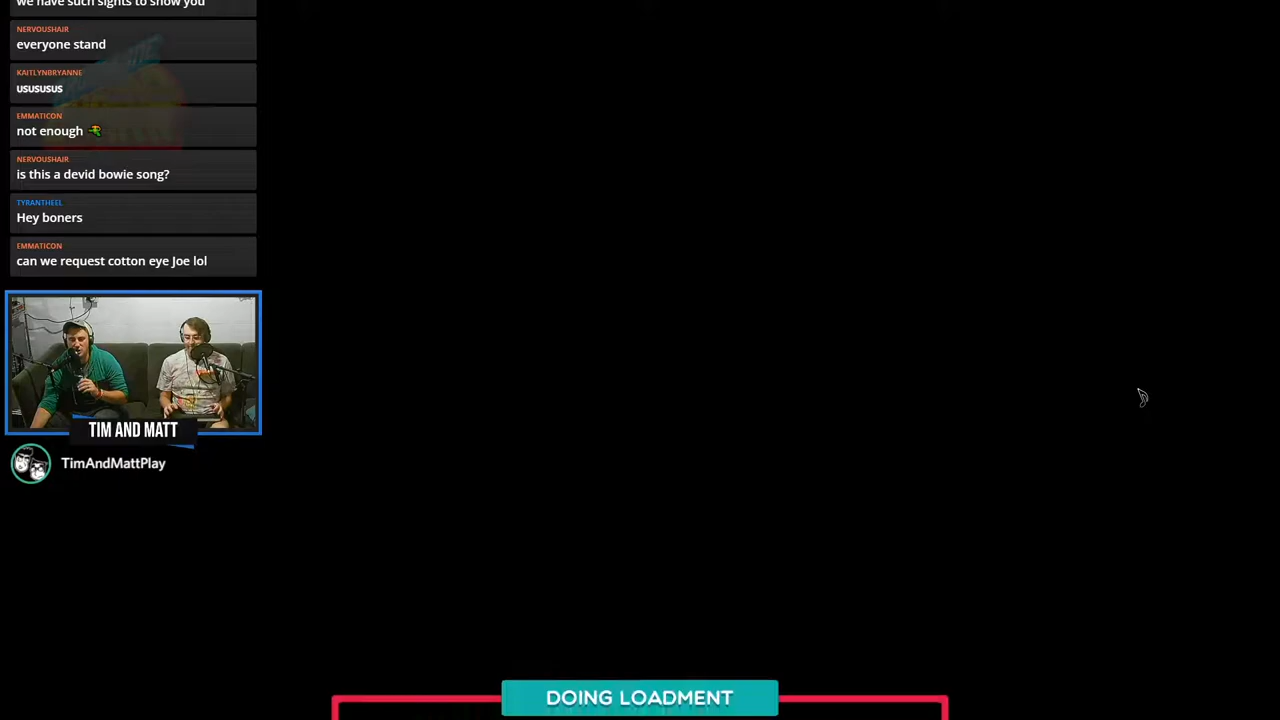 we have such sights to show you
NERVOUSHAIR
everyone stand
KAITLYNBRYANNE
usususus
EMMATICON
not enough
NERVOUSHAIR
is this a devid bowie song?
TYRANTHEEL
Hey boners
EMMATICON
can we request cotton eye Joe lol
TIM AND MATT
TimAndMattPlay
DOING LOADMENT